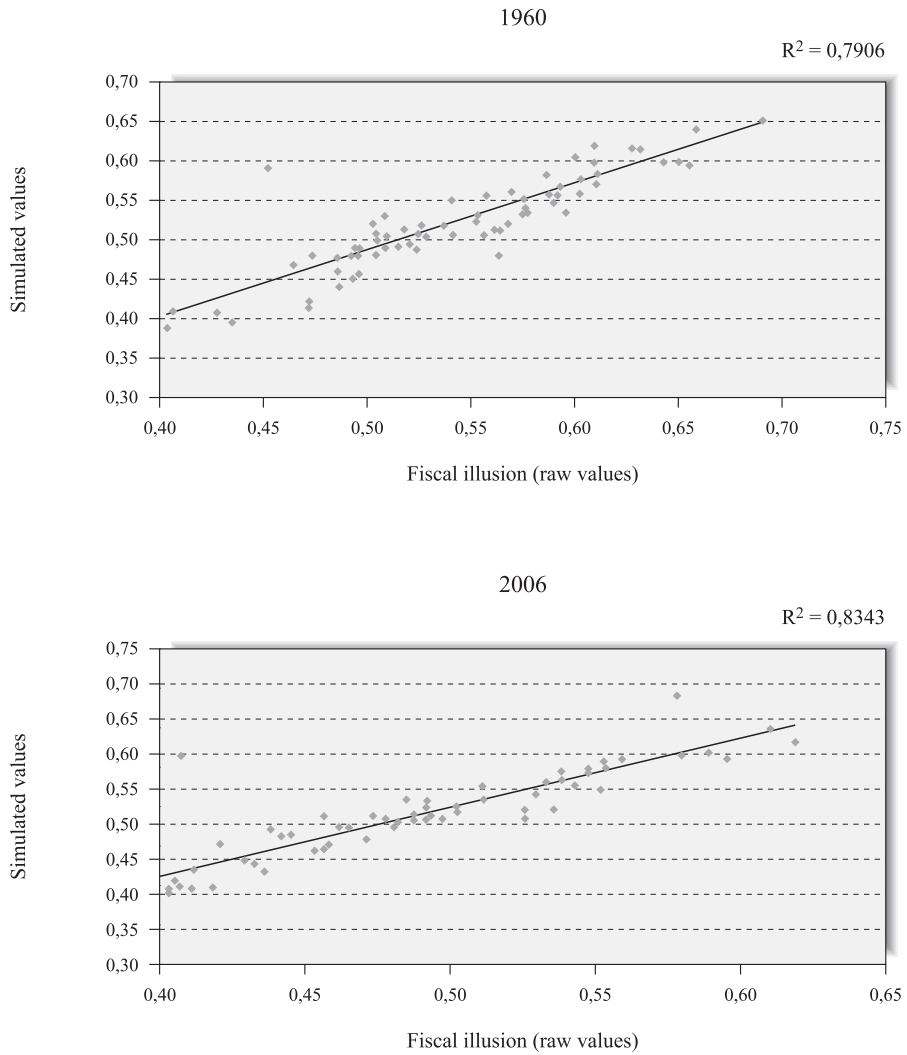 1960
R² = 0,7906
0,70
0,65
0,60
0,55
0,50
0,45
0,40
0,35
0,30
Simulated values
0,40 0,45 0,50 0,55 0,60 0,65 0,70 0,75
Fiscal illusion (raw values)
2006
R² = 0,8343
0,75
0,70
0,65
0,60
0,55
0,50
0,45
0,40
0,35
0,30
Simulated values
0,40 0,45 0,50 0,55 0,60 0,65
Fiscal illusion (raw values)